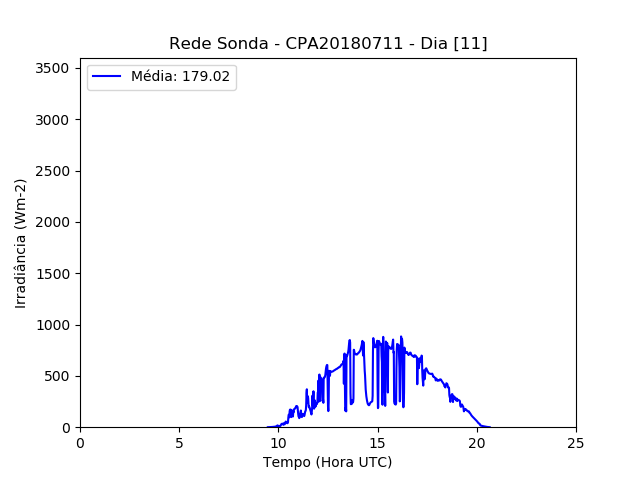 Rede Sonda - CPA20180711 - Dia [11]
Média: 179.02
3500
3000
2500
2000
1500
1000
500
0
Irradiância (Wm-2)
0 5 10 15 20 25
Tempo (Hora UTC)